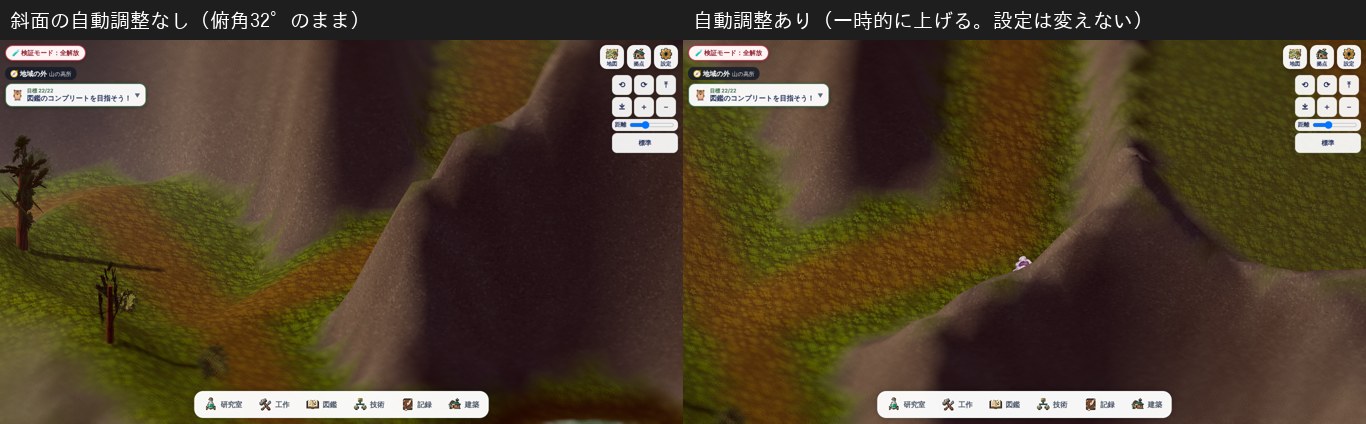 斜面の自動調整なし（俯角32°のまま）
検証モード：全解放
地域の外 山の高所
目標 22/22
図鑑のコンプリートを目指そう！
地図
拠点
設定
距離
標準
研究室
工作
図鑑
技術
記録
建築
自動調整あり（一時的に上げる。設定は変えない）
検証モード：全解放
地域の外 山の高所
目標 22/22
図鑑のコンプリートを目指そう！
地図
拠点
設定
距離
標準
研究室
工作
図鑑
技術
記録
建築